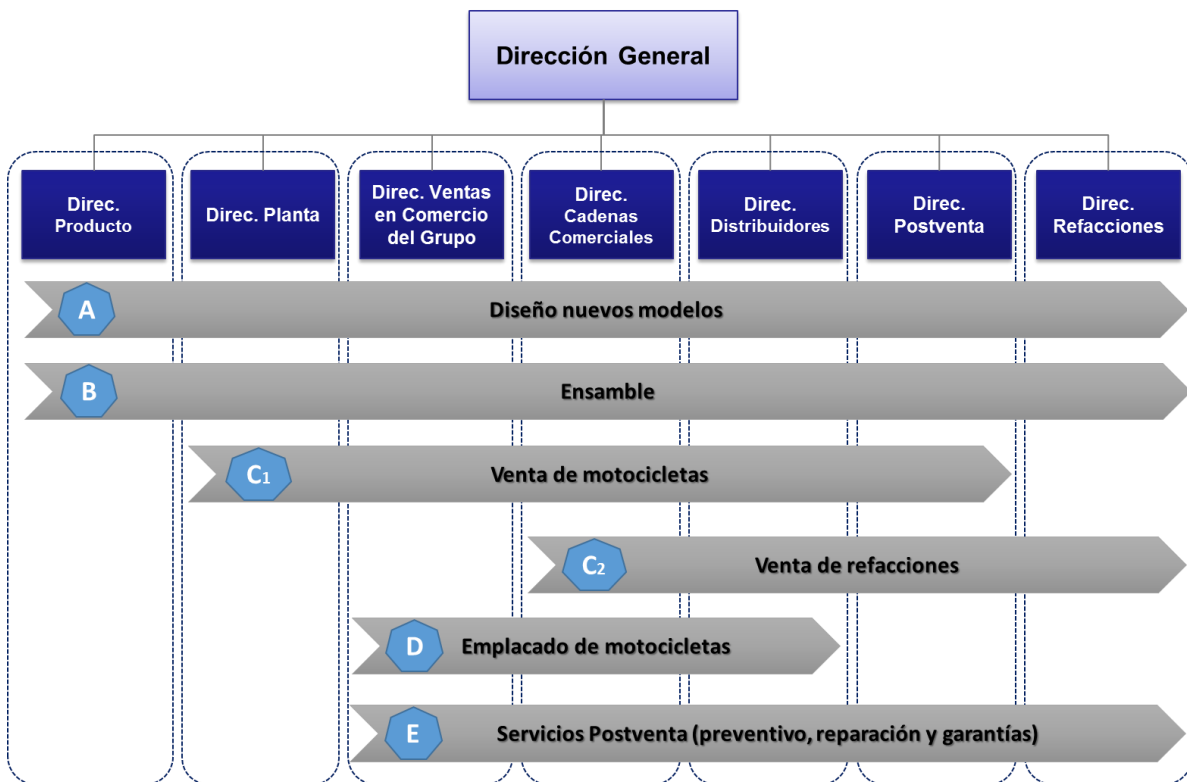 Dirección General
Direc.
Producto
Direc. Planta
Direc. Ventas
en Comercio
del Grupo
Direc.
Cadenas
Comerciales
Direc.
Distribuidores
Direc.
Postventa
Direc.
Refacciones
A
Diseño nuevos modelos
B
Ensamble
C1
Venta de motocicletas
C2
Venta de refacciones
D
Emplacado de motocicletas
E
Servicios Postventa (preventivo, reparación y garantías)